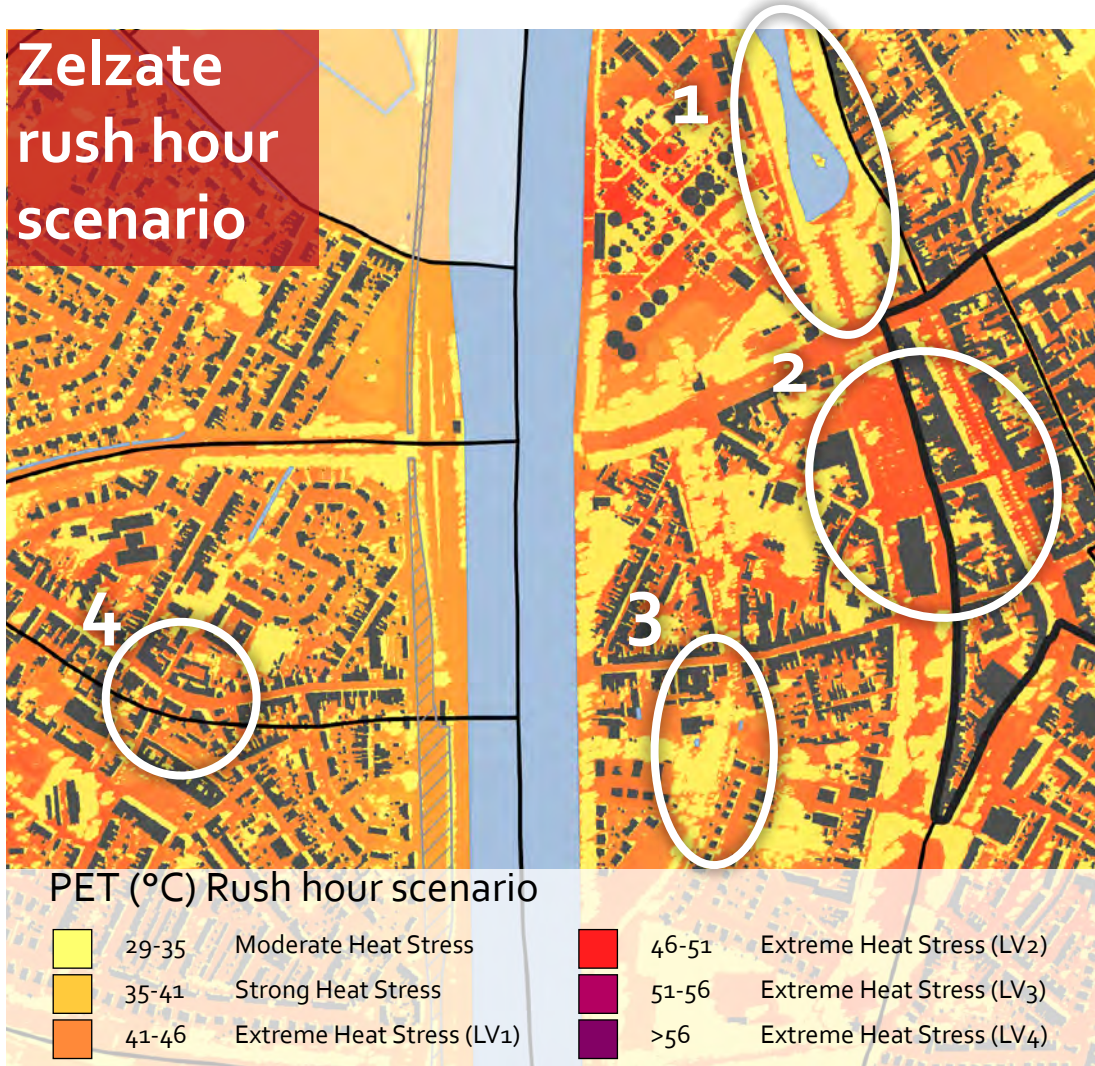 Zelzate
rush hour
scenario
1
2
3
4
PET (°C) Rush hour scenario
29-35 Moderate Heat Stress
35-41 Strong Heat Stress
41-46 Extreme Heat Stress (LV1)
46-51 Extreme Heat Stress (LV2)
51-56 Extreme Heat Stress (LV3)
>56 Extreme Heat Stress (LV4)